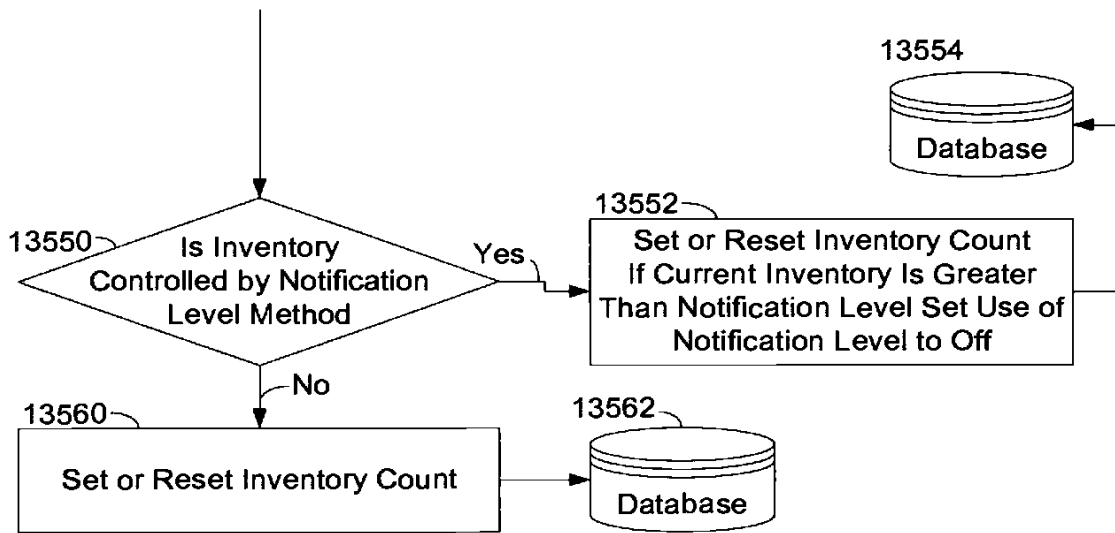 13554
Database
13550
Is Inventory
Controlled by Notification
Level Method
Yes
13552
Set or Reset Inventory Count
If Current Inventory Is Greater
Than Notification Level Set Use of
Notification Level to Off
No
13560
Set or Reset Inventory Count
13562
Database